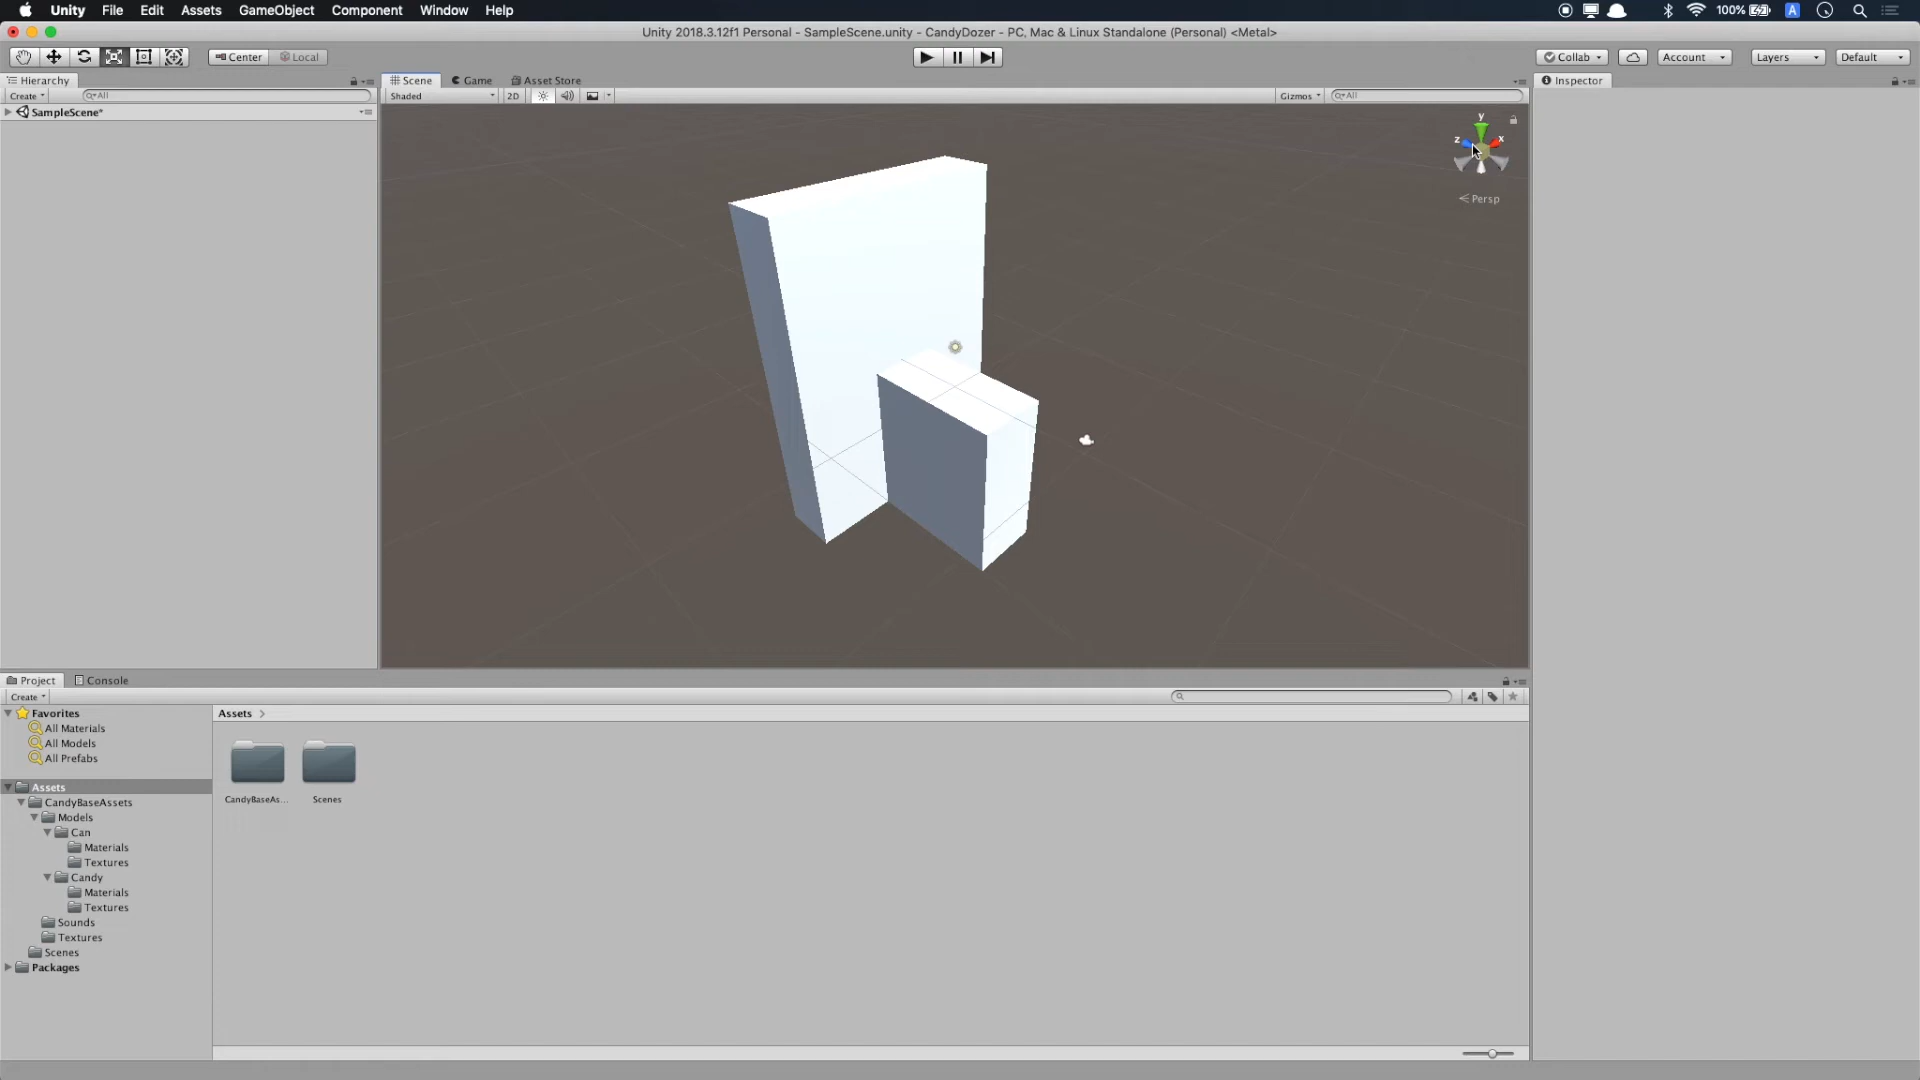 Unity File Edit Assets GameObject Component Window Help 100% A
Unity 2018.3.12f1 Personal - SampleScene.unity - CandyDozer - PC, Mac & Linux Standalone (Personal) <Metal>
Center Local Collab Account Layers Default
Hierarchy Scene Game Asset Store Inspector
Create All Shaded 2D Gizmos All
SampleScene*
y
z x
Persp
Project Console
Create
Favorites Assets
All Materials
All Models
All Prefabs
Assets
CandyBaseAssets CandyBaseAs... Scenes
Models
Can
Materials
Textures
Candy
Materials
Textures
Sounds
Textures
Scenes
Packages